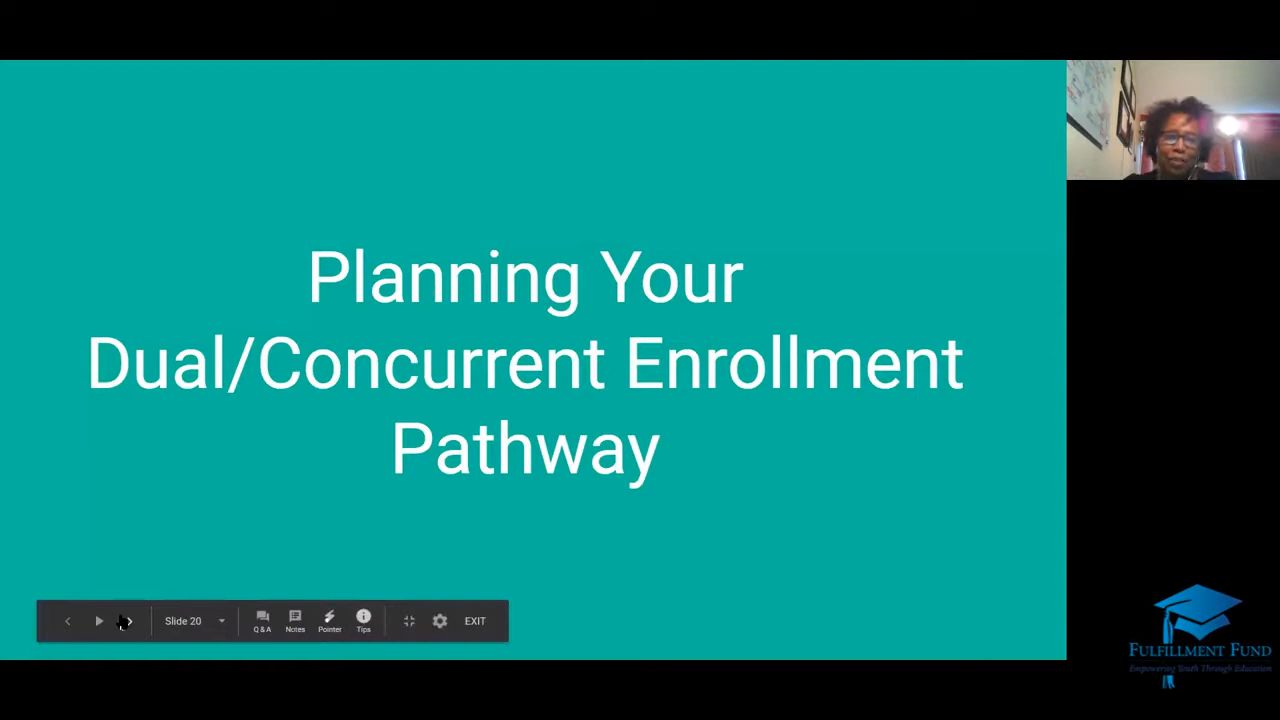 Planning Your
Dual/Concurrent Enrollment
Pathway
Slide 20
Q & A
Notes
Pointer
Tips
EXIT
FULFILLMENT FUND
Empowering Youth Through Education